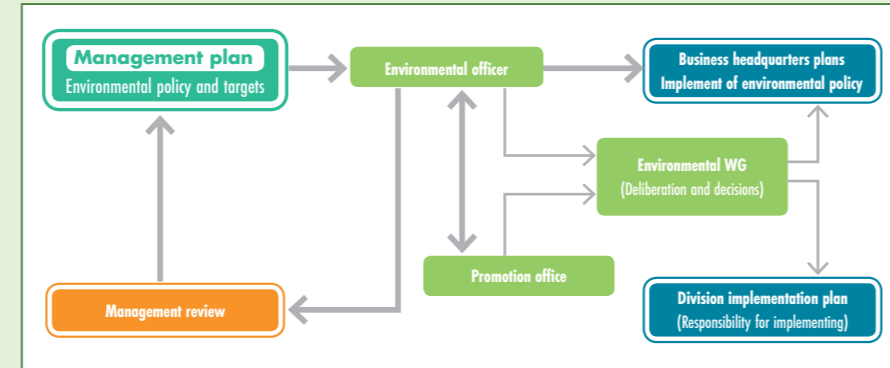 Management plan
Environmental policy and targets
Environmental officer
Business headquarters plans
Implement of environmental policy
Environmental WG
(Deliberation and decisions)
Promotion office
Management review
Division implementation plan
(Responsibility for implementing)